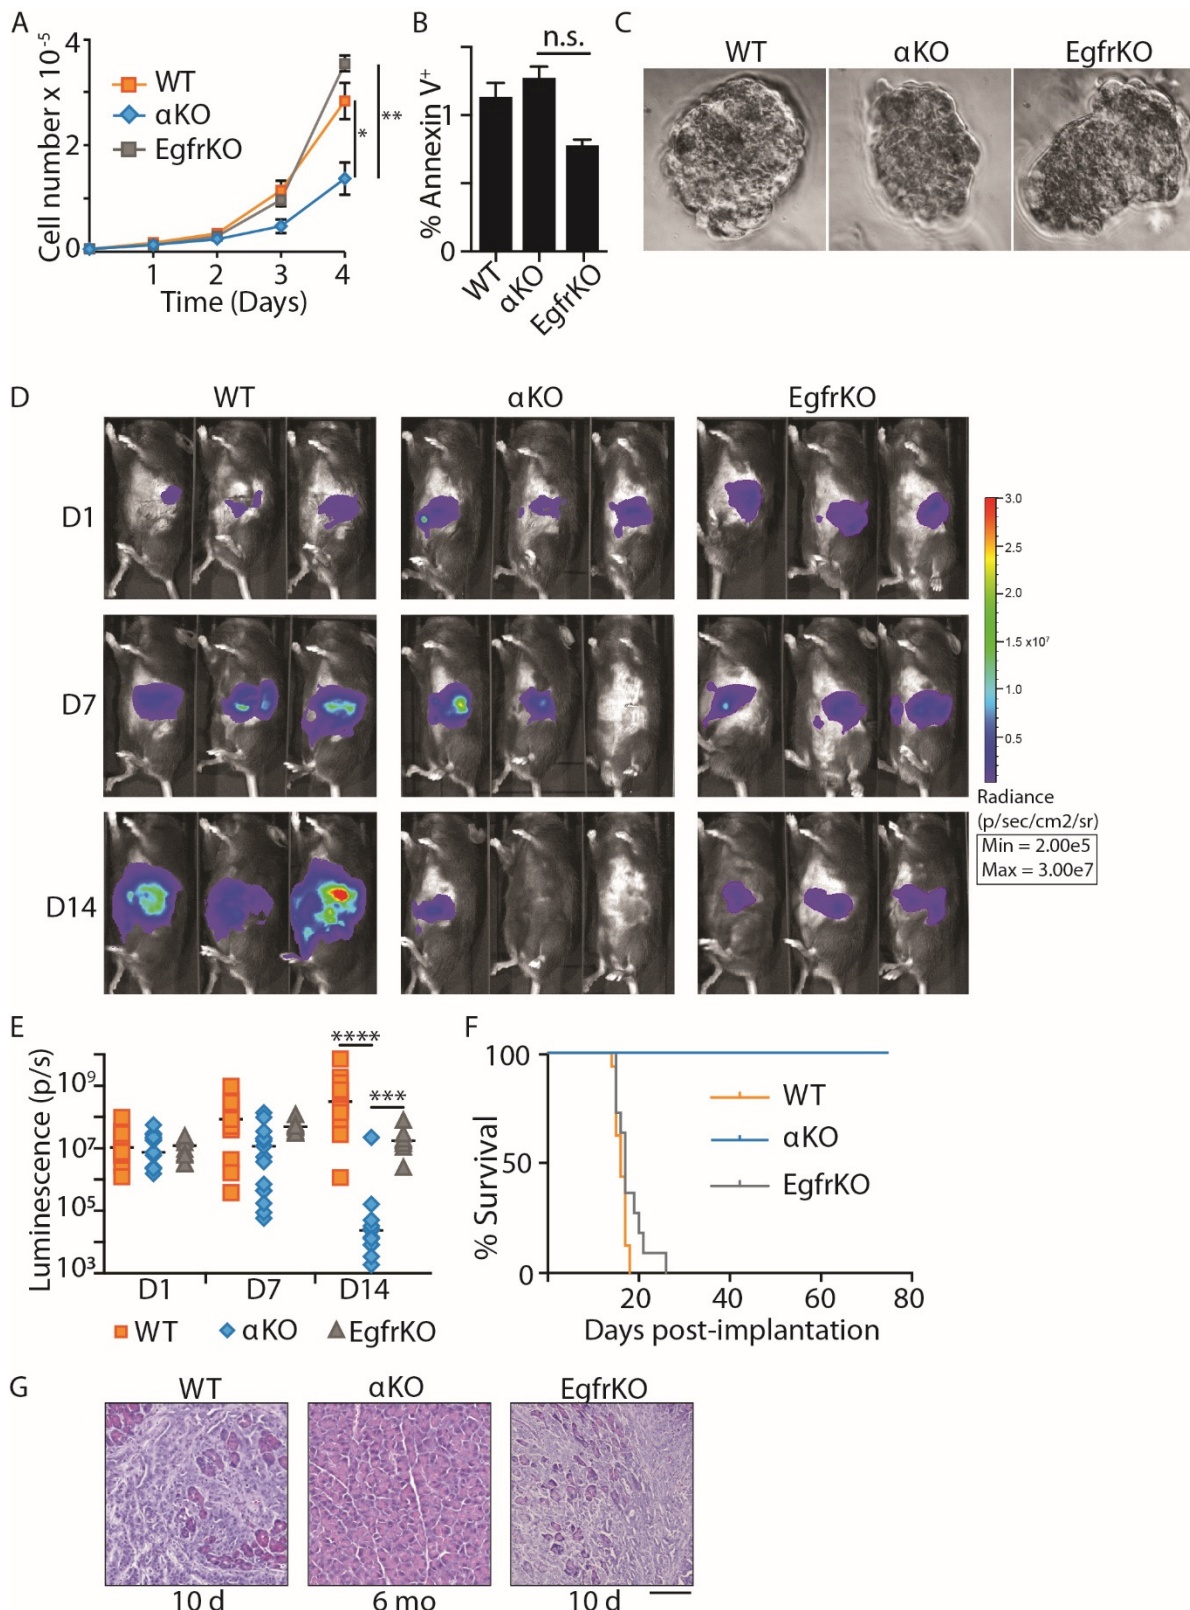 A
4
2
0
Cell number x 10⁻⁵
1 2 3 4
Time (Days)
WT
αKO
EgfrKO
*
**
B
n.s.
% Annexin V⁺
1
0
WT
αKO
EgfrKO
C
WT αKO EgfrKO
D
WT αKO EgfrKO
D1
D7
D14
3.0
2.5
2.0
1.5 x10⁷
1.0
0.5
Radiance
(p/sec/cm2/sr)
Min = 2.00e5
Max = 3.00e7
E
Luminescence (p/s)
10⁹
10⁷
10⁵
10³
****
***
D1 D7 D14
WT αKO EgfrKO
F
% Survival
100
50
0
WT
αKO
EgfrKO
20 40 60 80
Days post-implantation
G
WT αKO EgfrKO
10 d 6 mo 10 d